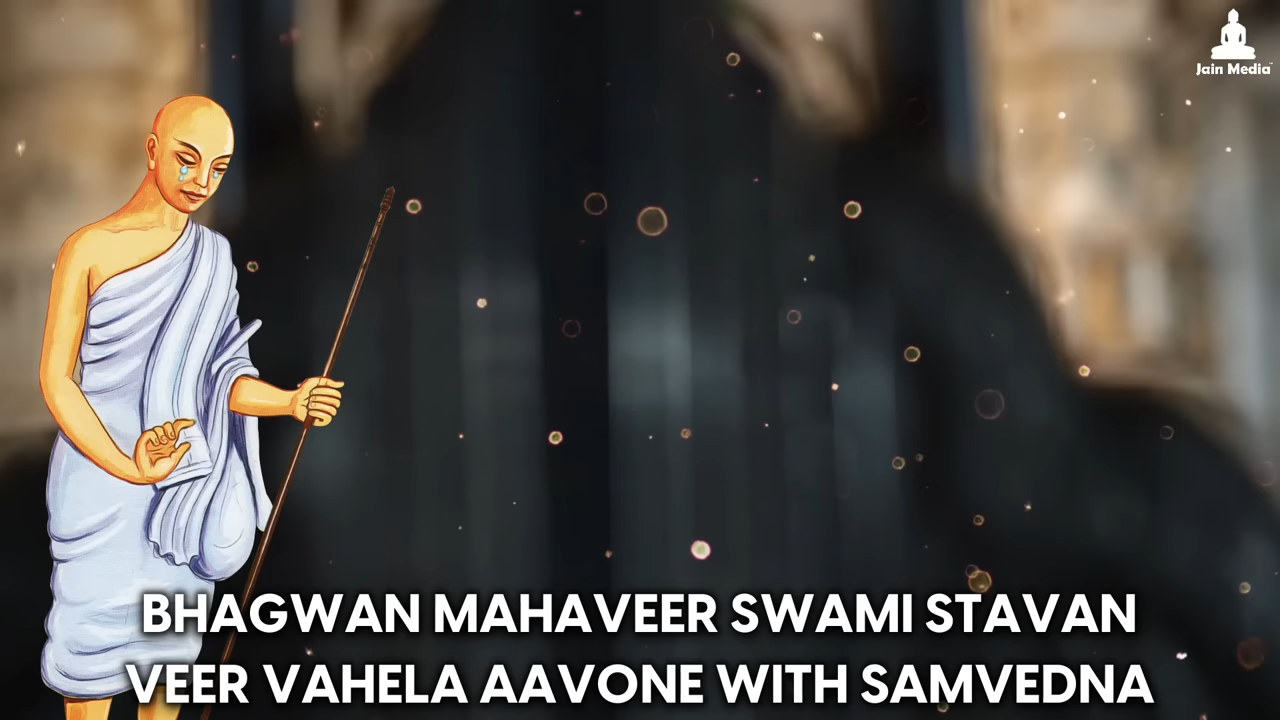 Jain Media
BHAGWAN MAHAVEER SWAMI STAVAN
VEER VAHELA AAVONE WITH SAMVEDNA